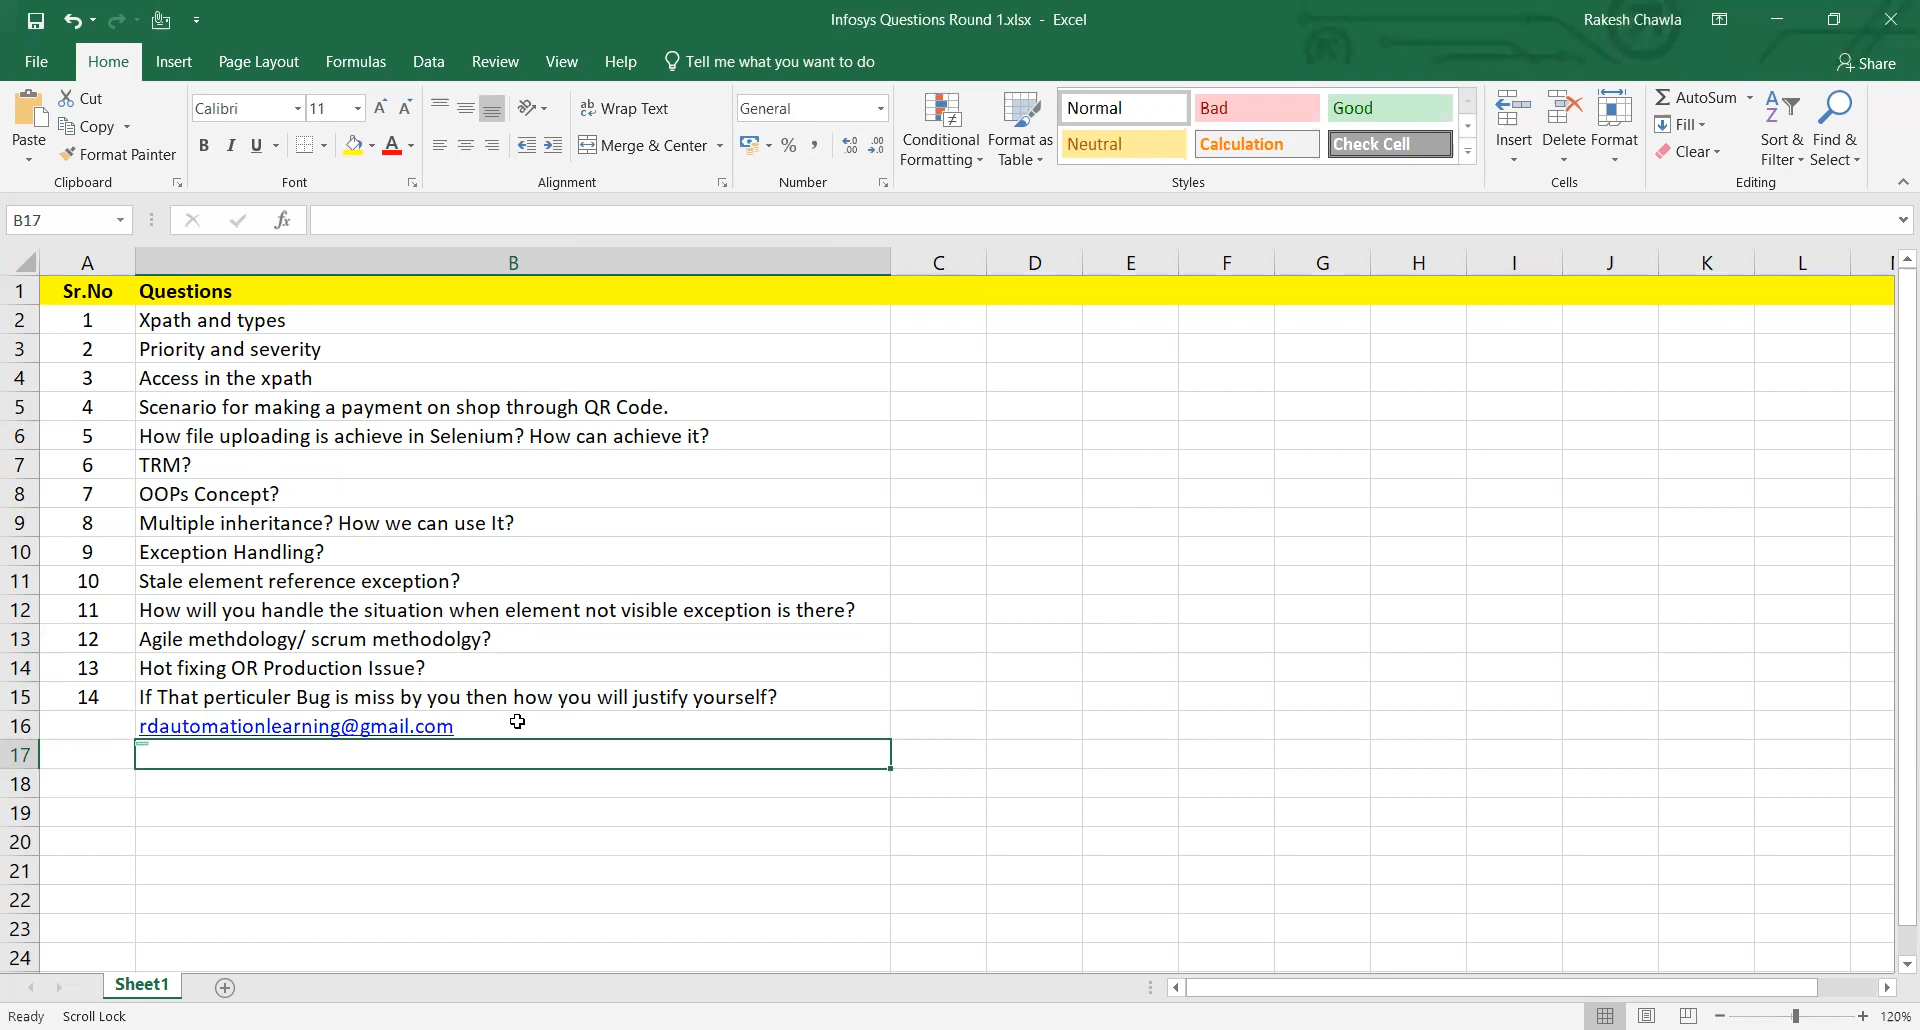 Infosys Questions Round 1.xlsx - Excel
Rakesh Chawla
File Home Insert Page Layout Formulas Data Review View Help Tell me what you want to do Share
Paste
Cut
Copy
Format Painter
Clipboard
Calibri 11
B I U
Font
Wrap Text
Merge & Center
Alignment
General
% ,
Number
Conditional Formatting
Format as Table
Normal Bad Good
Neutral Calculation Check Cell
Styles
Insert Delete Format
Cells
AutoSum
Fill
Clear
Sort & Filter
Find & Select
Editing
B17
fx
A B C D E F G H I J K L
1 Sr.No Questions
2 1 Xpath and types
3 2 Priority and severity
4 3 Access in the xpath
5 4 Scenario for making a payment on shop through QR Code.
6 5 How file uploading is achieve in Selenium? How can achieve it?
7 6 TRM?
8 7 OOPs Concept?
9 8 Multiple inheritance? How we can use It?
10 9 Exception Handling?
11 10 Stale element reference exception?
12 11 How will you handle the situation when element not visible exception is there?
13 12 Agile methdology/ scrum methodolgy?
14 13 Hot fixing OR Production Issue?
15 14 If That perticuler Bug is miss by you then how you will justify yourself?
16 rdautomationlearning@gmail.com
17
18
19
20
21
22
23
24
Sheet1
Ready Scroll Lock
120%